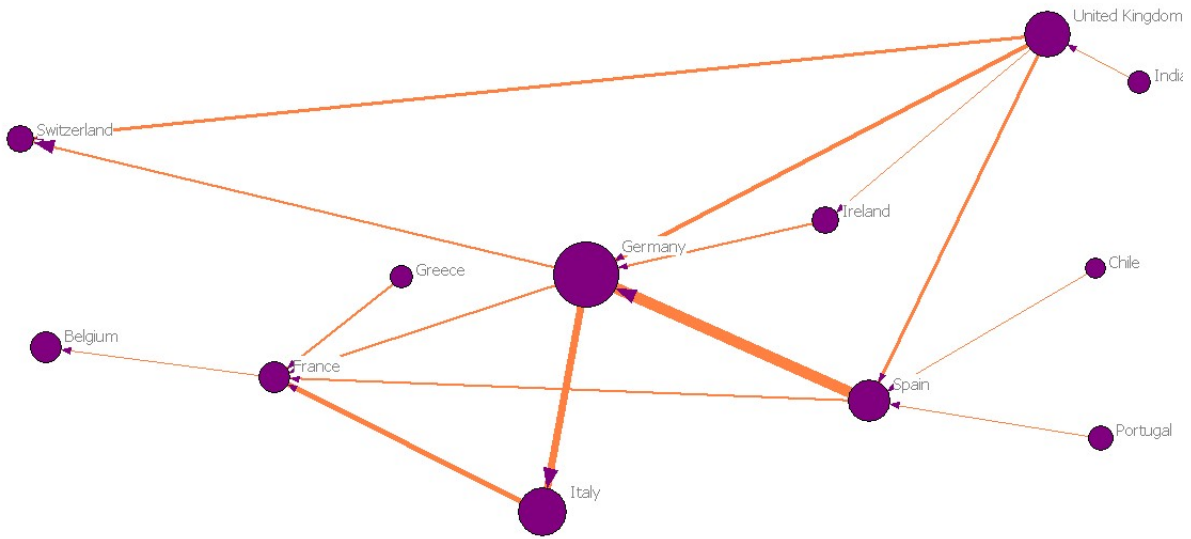 United Kingdom
India
Switzerland
Ireland
Germany
Greece
Chile
Belgium
France
Spain
Portugal
Italy